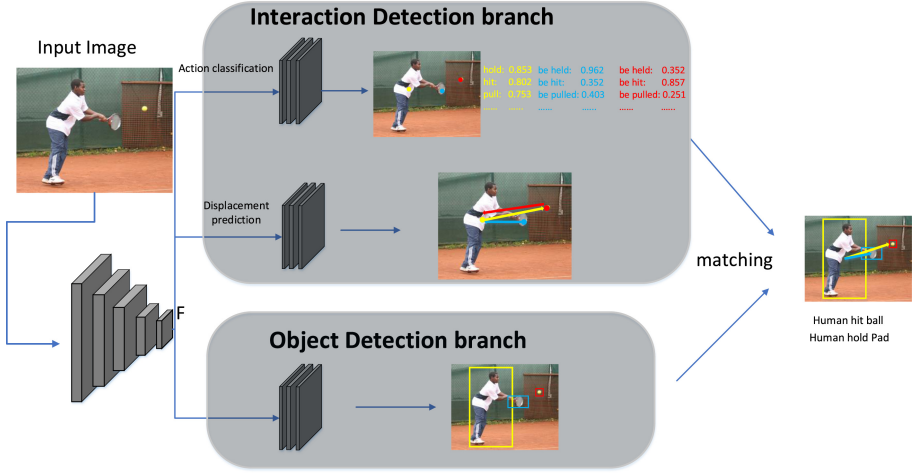 Interaction Detection branch
Input Image
Action classification
hold: 0.853 be held: 0.962 be held: 0.352
hit: 0.802 be hit: 0.352 be hit: 0.857
pull: 0.753 be pulled: 0.403 be pulled: 0.251
...... ...... ...... ...... ...... ......
Displacement
prediction
matching
F
Human hit ball
Human hold Pad
Object Detection branch